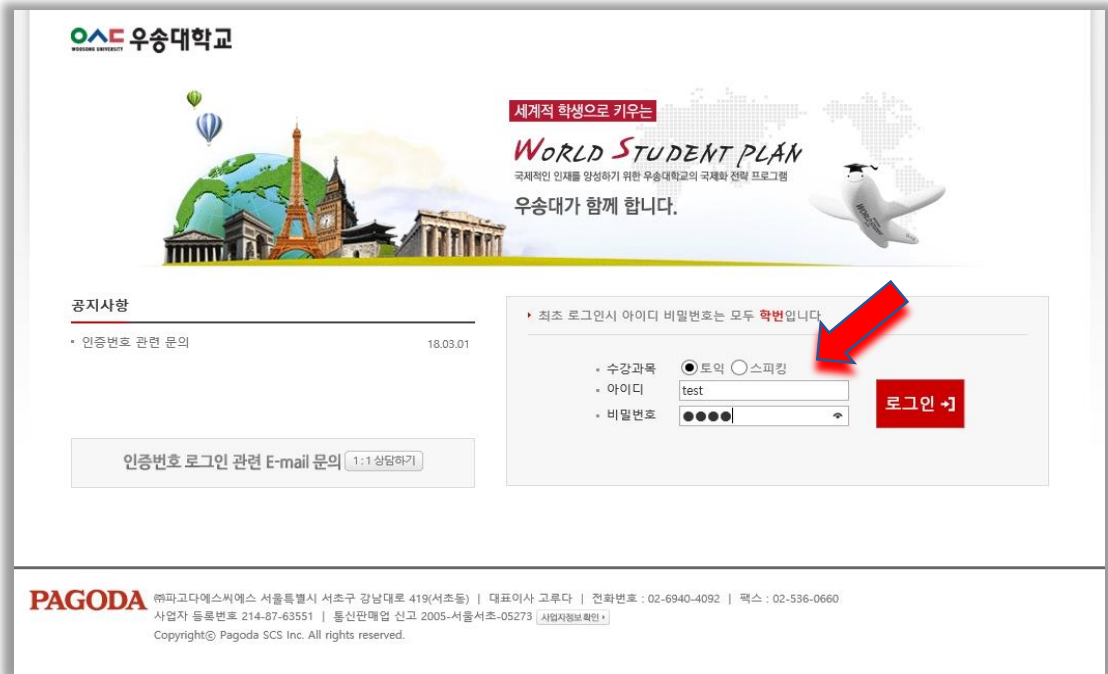 우송대학교
WOOSONG UNIVERSITY
세계적 학생으로 키우는
WORLD STUDENT PLAN
국제적인 인재를 양성하기 위한 우송대학교의 국제화 전략 프로그램
우송대가 함께 합니다.
공지사항
인증번호 관련 문의 18.03.01
인증번호 로그인 관련 E-mail 문의 1:1 상담하기
최초 로그인시 아이디 비밀번호는 모두 학번입니다
수강과목 토익 스피킹
아이디 test
비밀번호 ●●●●
로그인
PAGODA
㈜파고다에스씨에스 서울특별시 서초구 강남대로 419(서초동) | 대표이사 고루다 | 전화번호 : 02-6940-4092 | 팩스 : 02-536-0660
사업자 등록번호 214-87-63551 | 통신판매업 신고 2005-서울서초-05273 사업자정보확인
Copyright© Pagoda SCS Inc. All rights reserved.